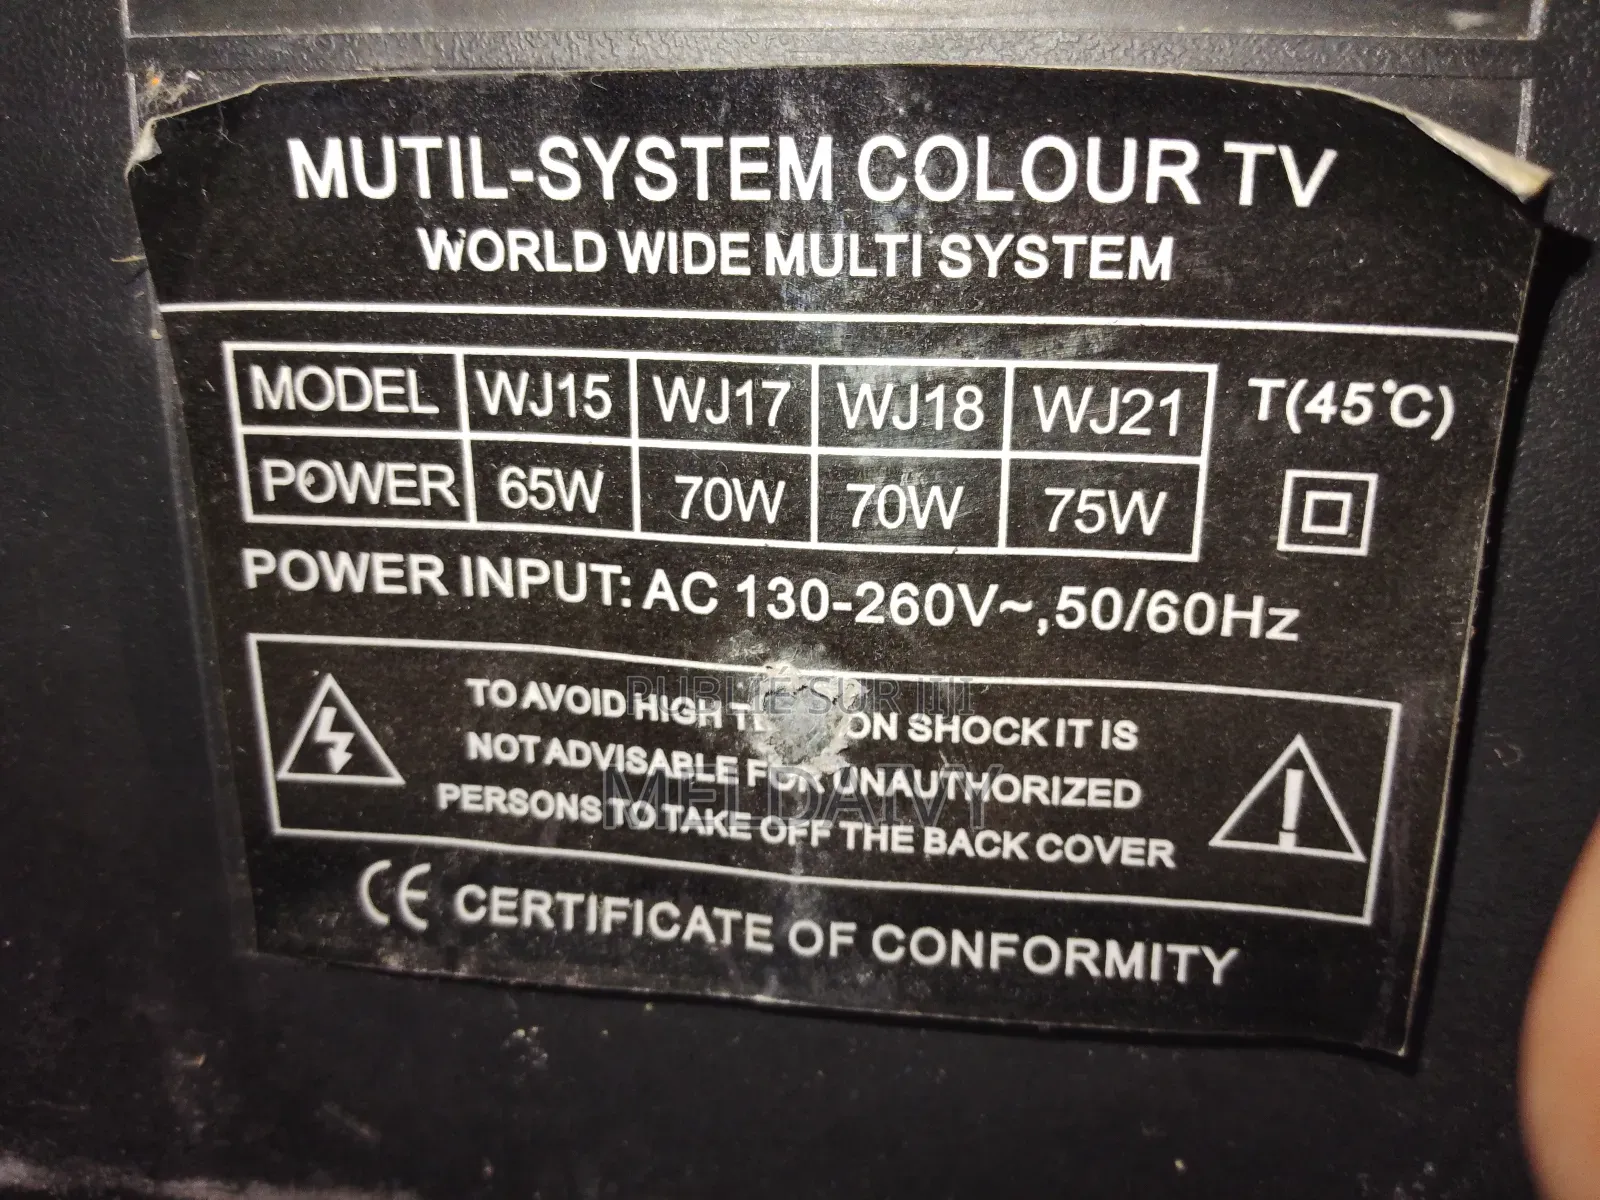 MUTIL-SYSTEM COLOUR TV
WORLD WIDE MULTI SYSTEM
MODEL WJ15 WJ17 WJ18 WJ21 T(45°C)
POWER 65W 70W 70W 75W
POWER INPUT: AC 130-260V~,50/60Hz
TO AVOID HIGH ON SHOCK IT IS
NOT ADVISABLE FOR UNAUTHORIZED
PERSONS TO TAKE OFF THE BACK COVER
CE CERTIFICATE OF CONFORMITY
MELDAIVY